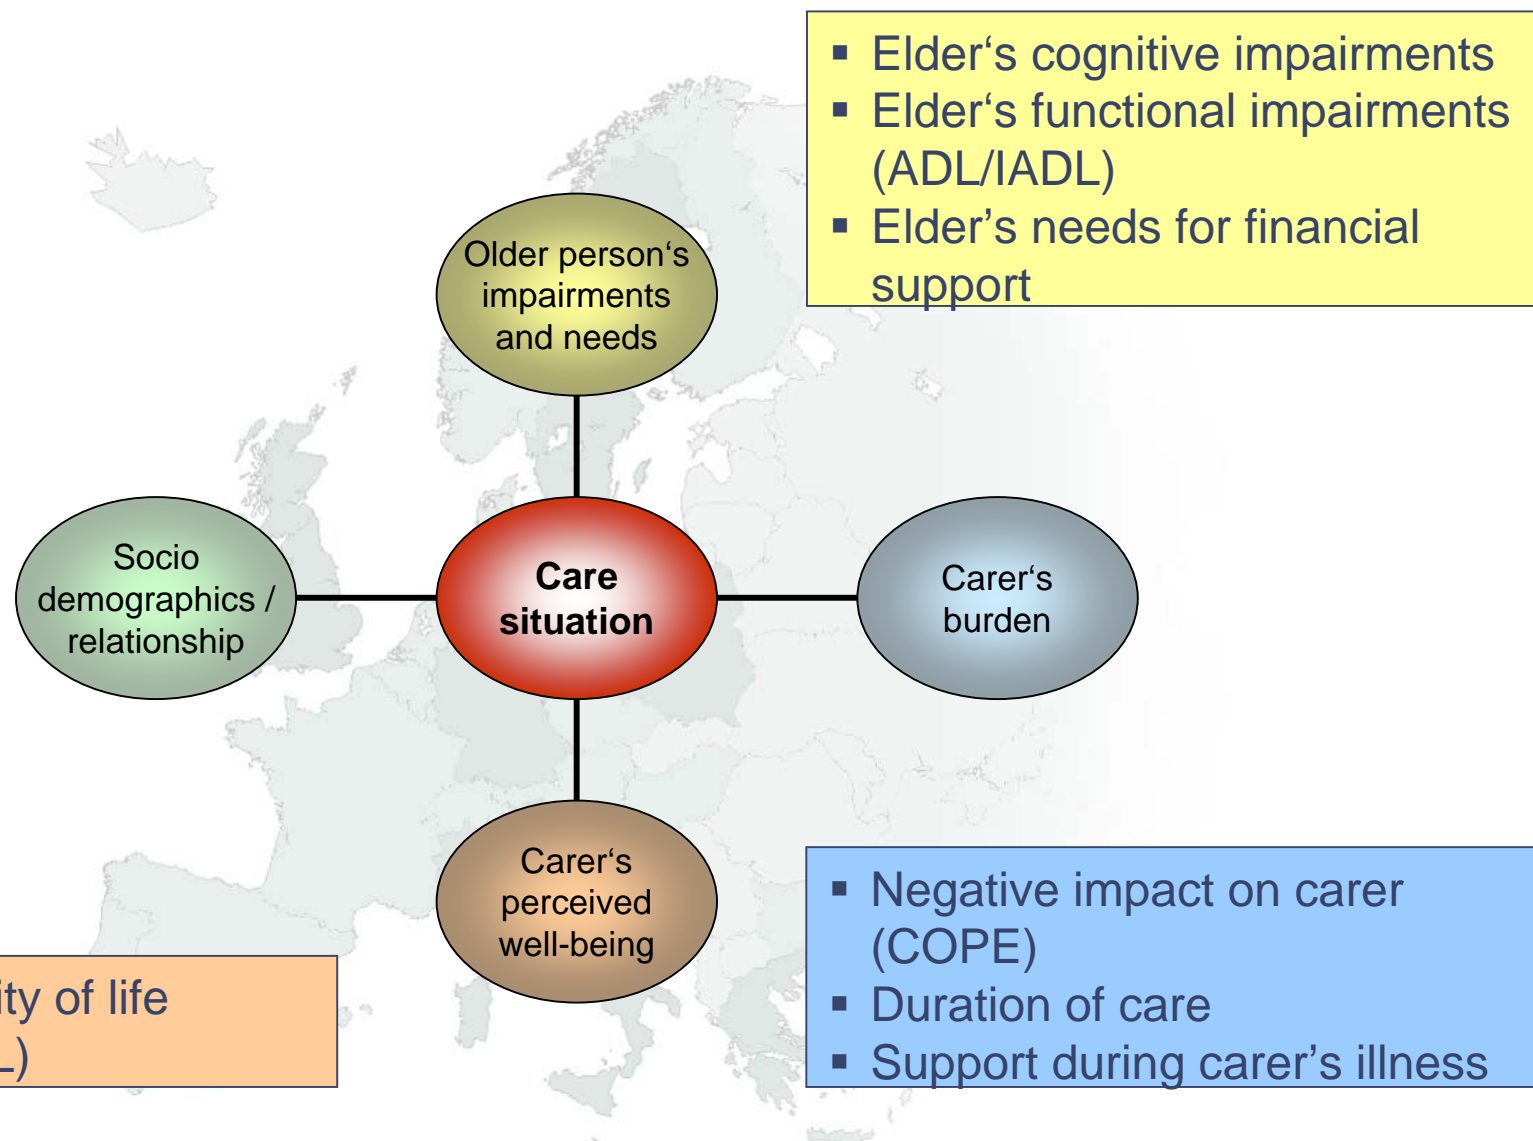 ▪ Elder‘s cognitive impairments
▪ Elder‘s functional impairments
(ADL/IADL)
▪ Elder’s needs for financial
support
Older person‘s
impairments
and needs
Socio
demographics /
relationship
Care
situation
Carer‘s
burden
Carer‘s
perceived
well-being
▪ Negative impact on carer
(COPE)
▪ Duration of care
▪ Support during carer’s illness
of life